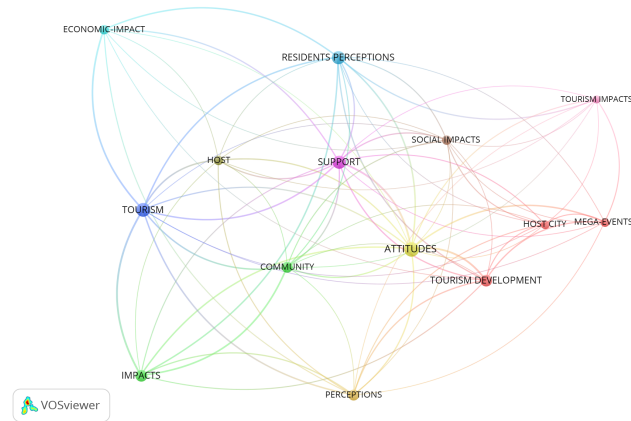 ECONOMIC-IMPACT
RESIDENTS PERCEPTIONS
TOURISM IMPACTS
SOCIAL-IMPACTS
HOST
SUPPORT
TOURISM
HOST CITY
MEGA-EVENTS
ATTITUDES
COMMUNITY
TOURISM DEVELOPMENT
IMPACTS
PERCEPTIONS
VOSviewer